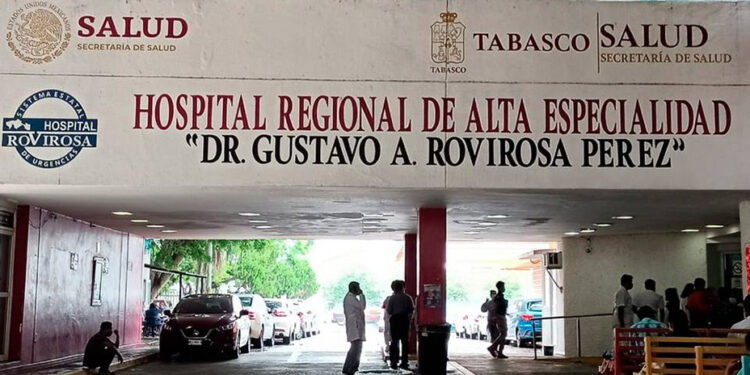 ESTADOS UNIDOS MEXICANOS
SALUD
SECRETARÍA DE SALUD
TABASCO
TABASCO
SALUD
SECRETARÍA DE SALUD
SISTEMA ESTATAL
HOSPITAL
ROVIROSA
DE URGENCIAS
HOSPITAL REGIONAL DE ALTA ESPECIALIDAD
"DR. GUSTAVO A. ROVIROSA PEREZ"